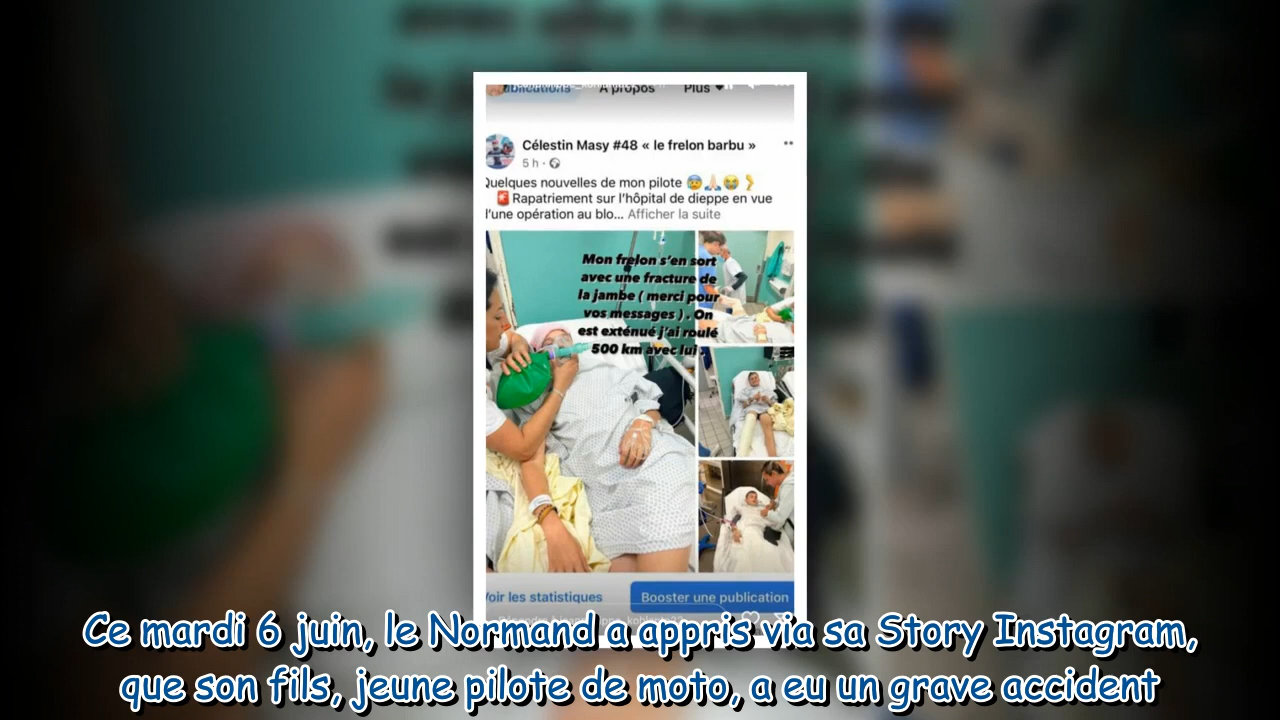 ublications À propos Plus
Célestin Masy #48 « le frelon barbu »
5 h ·
Quelques nouvelles de mon pilote 😰🙏🏻😭💪
🚨Rapatriement sur l'hôpital de dieppe en vue
l'une opération au blo... Afficher la suite
Mon frelon s'en sort
avec une fracture de
la jambe ( merci pour
vos messages ) . On
est exténué j'ai roulé
500 km avec lui .
Voir les statistiques Booster une publication
Ce mardi 6 juin, le Normand a appris via sa Story Instagram,
que son fils, jeune pilote de moto, a eu un grave accident